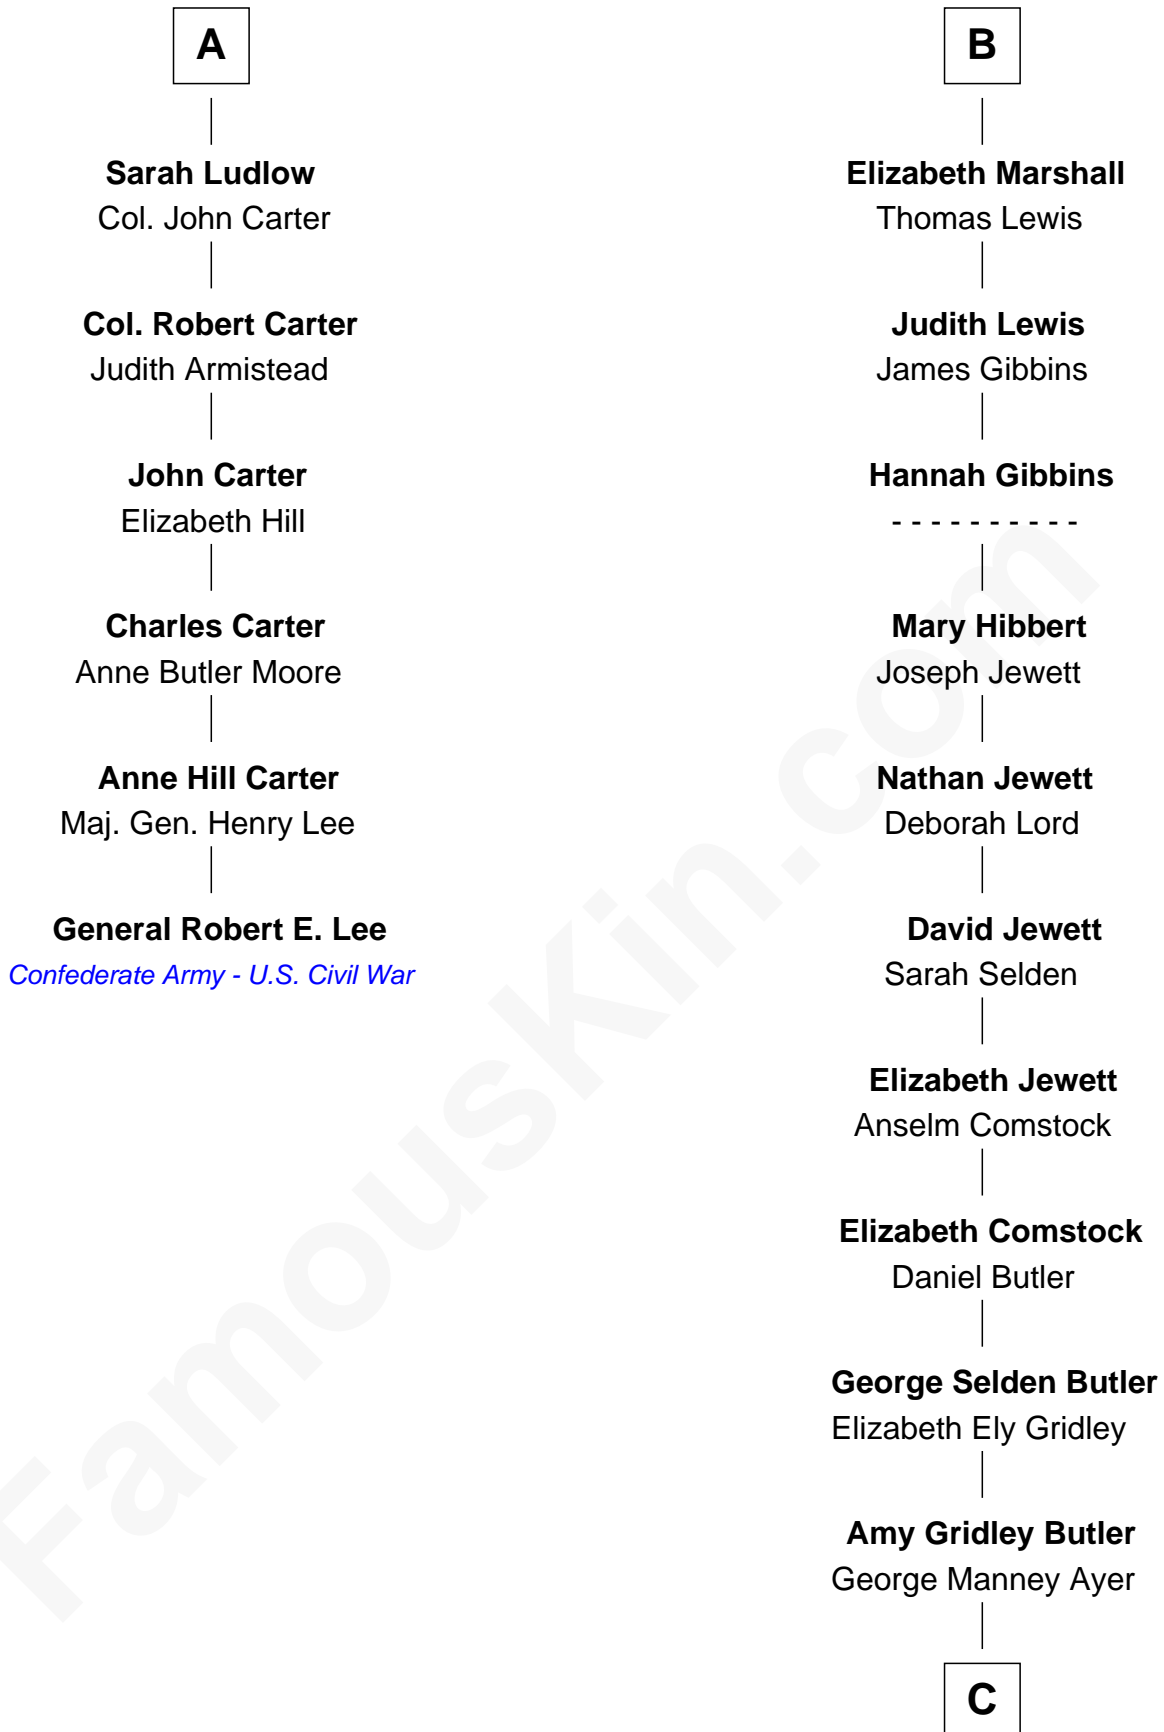 A
Sarah Ludlow
Col. John Carter
Col. Robert Carter
Judith Armistead
John Carter
Elizabeth Hill
Charles Carter
Anne Butler Moore
Anne Hill Carter
Maj. Gen. Henry Lee
General Robert E. Lee
Confederate Army - U.S. Civil War
B
Elizabeth Marshall
Thomas Lewis
Judith Lewis
James Gibbins
Hannah Gibbins
- - - - - - - - - -
Mary Hibbert
Joseph Jewett
Nathan Jewett
Deborah Lord
David Jewett
Sarah Selden
Elizabeth Jewett
Anselm Comstock
Elizabeth Comstock
Daniel Butler
George Selden Butler
Elizabeth Ely Gridley
Amy Gridley Butler
George Manney Ayer
C
FamousKin.com